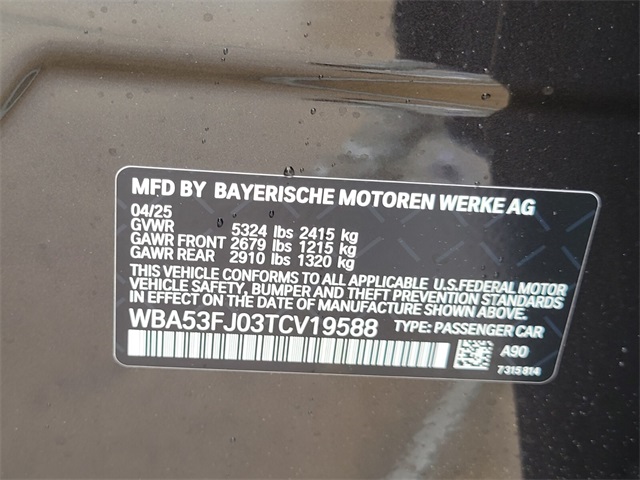 MFD BY BAYERISCHE MOTOREN WERKE AG
04/25
GVWR 5324 lbs 2415 kg
GAWR FRONT 2679 lbs 1215 kg
GAWR REAR 2910 lbs 1320 kg
THIS VEHICLE CONFORMS TO ALL APPLICABLE U.S.FEDERAL MOTOR
VEHICLE SAFETY, BUMPER AND THEFT PREVENTION STANDARDS
IN EFFECT ON THE DATE OF MANUFACTURE SHOWN ABOVE.
WBA53FJ03TCV19588 TYPE: PASSENGER CAR
A90
7315814